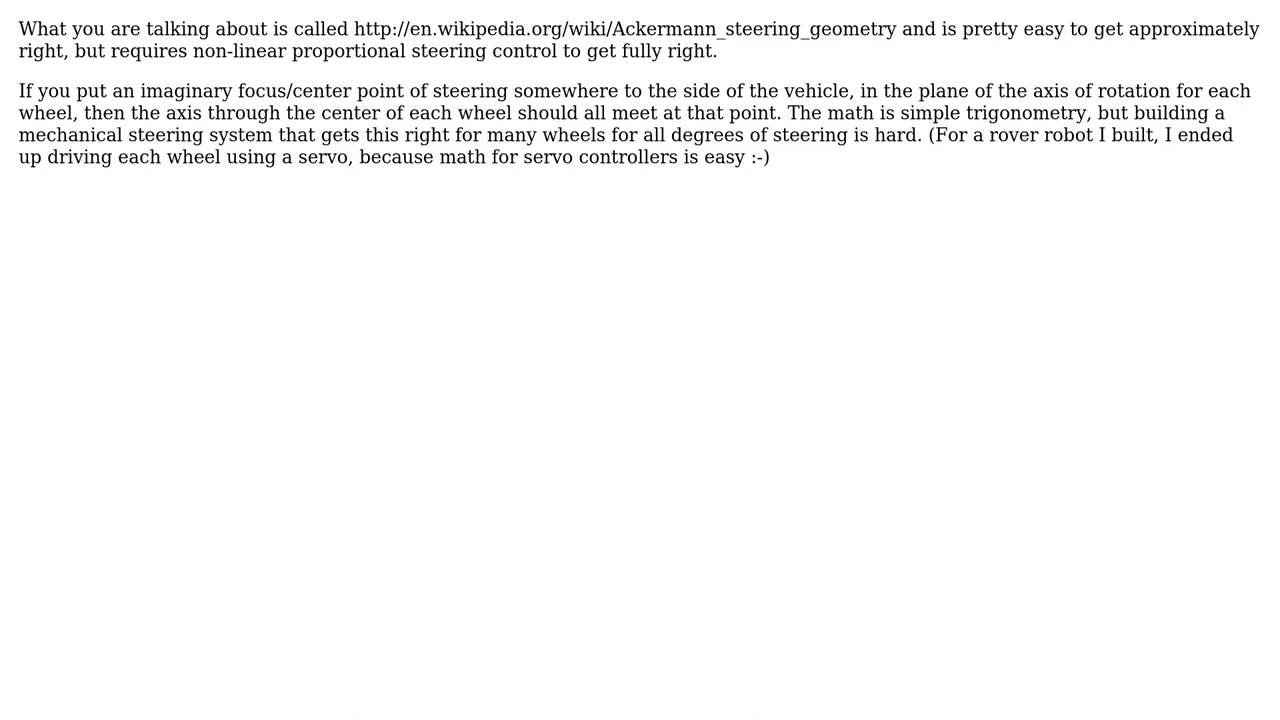 What you are talking about is called http://en.wikipedia.org/wiki/Ackermann_steering_geometry and is pretty easy to get approximately
right, but requires non-linear proportional steering control to get fully right.
If you put an imaginary focus/center point of steering somewhere to the side of the vehicle, in the plane of the axis of rotation for each
wheel, then the axis through the center of each wheel should all meet at that point. The math is simple trigonometry, but building a
mechanical steering system that gets this right for many wheels for all degrees of steering is hard. (For a rover robot I built, I ended
up driving each wheel using a servo, because math for servo controllers is easy :-)